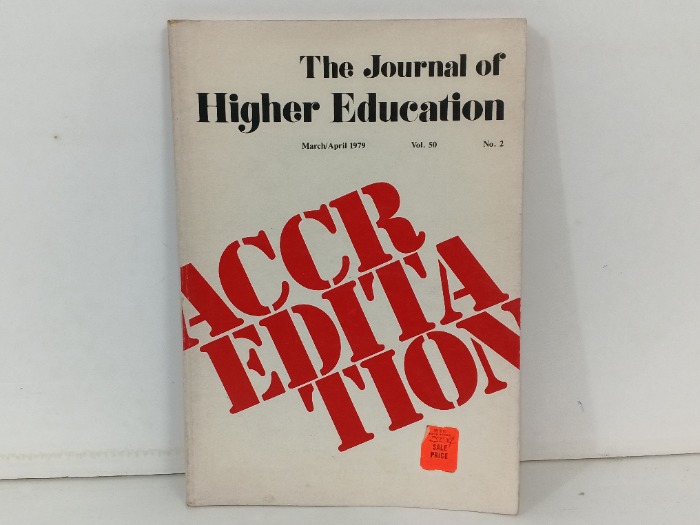 The Journal of
Higher Education
March/April 1979 Vol. 50 No. 2
ACCR
EDITA
TION
SALE
PRICE